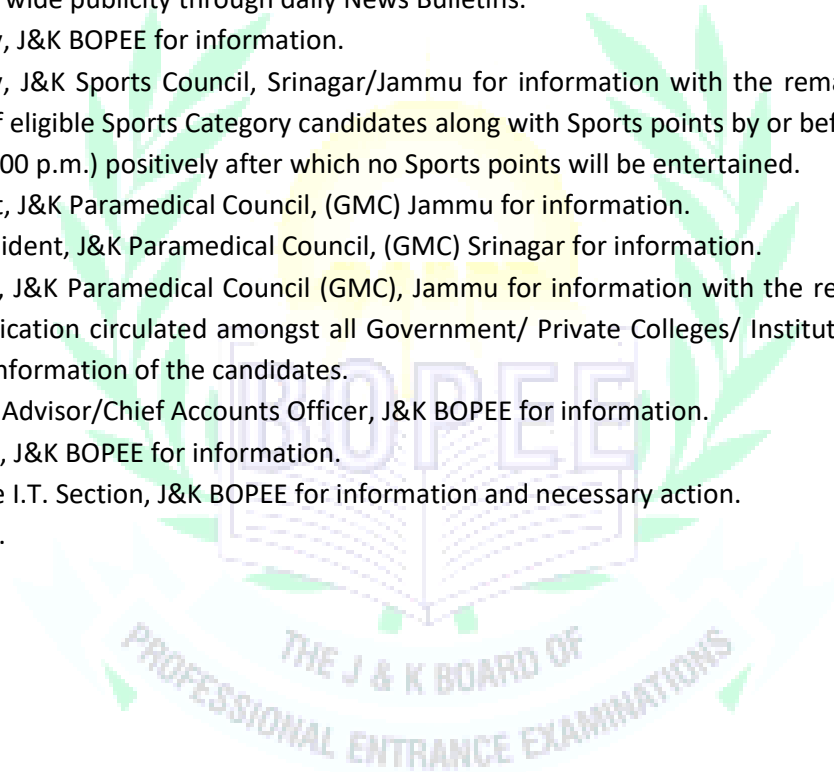 wide publicity through daily News Bulletins.
, J&K BOPEE for information.
, J&K Sports Council, Srinagar/Jammu for information with the rema
f eligible Sports Category candidates along with Sports points by or bef
00 p.m.) positively after which no Sports points will be entertained.
t, J&K Paramedical Council, (GMC) Jammu for information.
ident, J&K Paramedical Council, (GMC) Srinagar for information.
, J&K Paramedical Council (GMC), Jammu for information with the re
ication circulated amongst all Government/ Private Colleges/ Institut
nformation of the candidates.
Advisor/Chief Accounts Officer, J&K BOPEE for information.
, J&K BOPEE for information.
e I.T. Section, J&K BOPEE for information and necessary action.
.
BOPEE
THE J & K BOARD OF
PROFESSIONAL ENTRANCE EXAMINATIONS